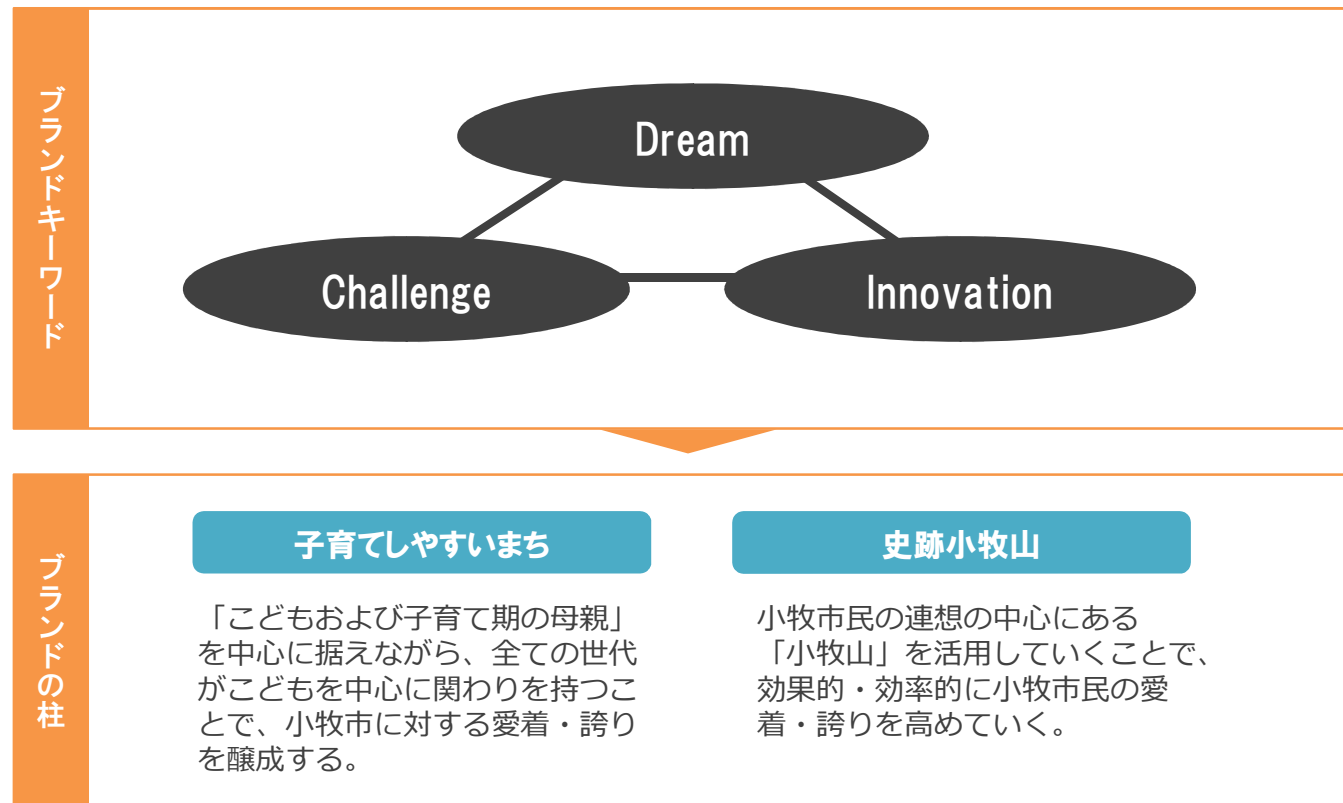 ブランドキーワード
Dream
Challenge
Innovation
ブランドの柱
子育てしやすいまち
「こどもおよび子育て期の母親」
を中心に据えながら、全ての世代
がこどもを中心に関わりを持つこ
とで、小牧市に対する愛着・誇り
を醸成する。
史跡小牧山
小牧市民の連想の中心にある
「小牧山」を活用していくことで、
効果的・効率的に小牧市民の愛
着・誇りを高めていく。